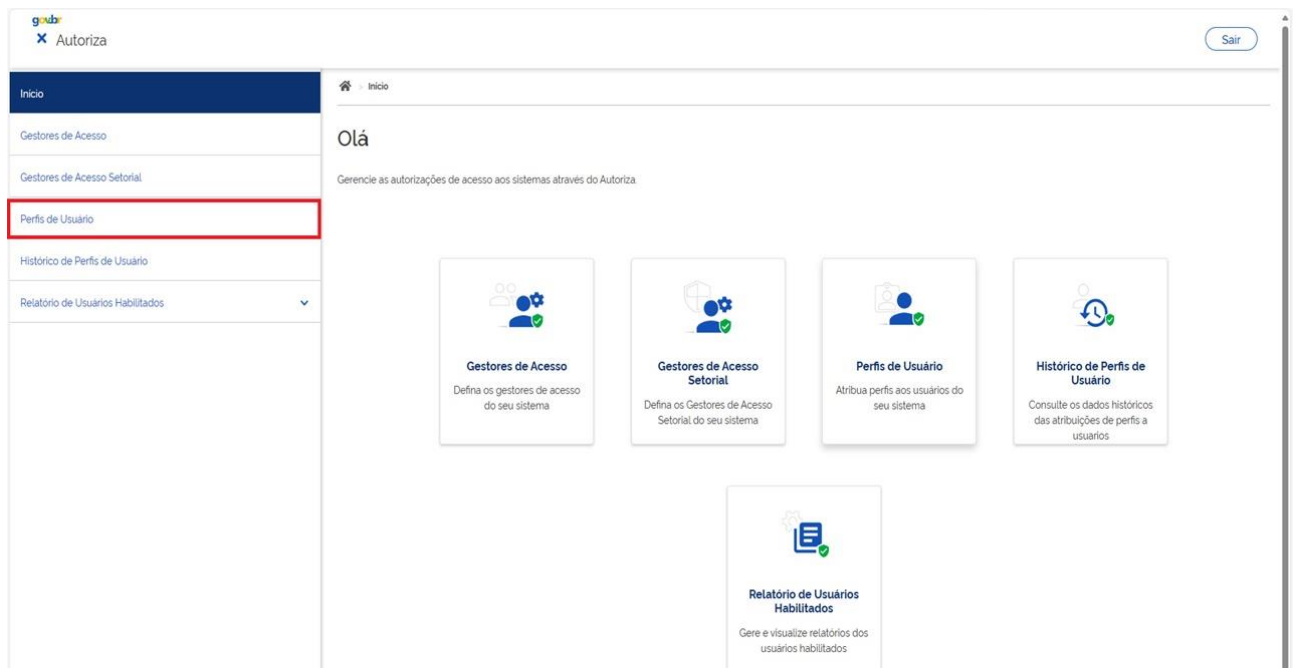 gov.br
Autoriza
Sair
Início
Gestores de Acesso
Gestores de Acesso Setorial
Perfis de Usuário
Histórico de Perfis de Usuário
Relatório de Usuários Habilitados
> Início
Olá
Gerencie as autorizações de acesso aos sistemas através do Autoriza.
Gestores de Acesso
Defina os gestores de acesso
do seu sistema
Gestores de Acesso
Setorial
Defina os Gestores de Acesso
Setorial do seu sistema
Perfis de Usuário
Atribua perfis aos usuários do
seu sistema
Histórico de Perfis de
Usuário
Consulte os dados históricos
das atribuições de perfis a
usuarios
Relatório de Usuários
Habilitados
Gere e visualize relatórios dos
usuários habilitados